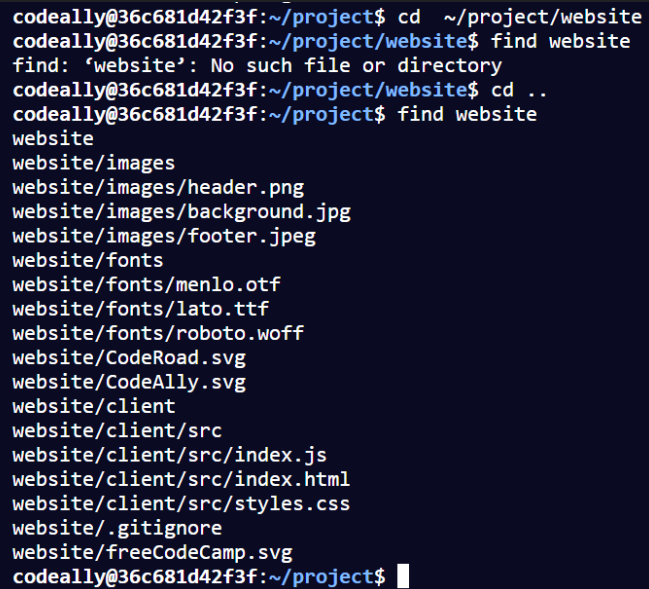 codeally@36c681d42f3f:~/project$ cd  ~/project/website
codeally@36c681d42f3f:~/project/website$ find website
find: ‘website’: No such file or directory
codeally@36c681d42f3f:~/project/website$ cd ..
codeally@36c681d42f3f:~/project$ find website
website
website/images
website/images/header.png
website/images/background.jpg
website/images/footer.jpeg
website/fonts
website/fonts/menlo.otf
website/fonts/lato.ttf
website/fonts/roboto.woff
website/CodeRoad.svg
website/CodeAlly.svg
website/client
website/client/src
website/client/src/index.js
website/client/src/index.html
website/client/src/styles.css
website/.gitignore
website/freeCodeCamp.svg
codeally@36c681d42f3f:~/project$